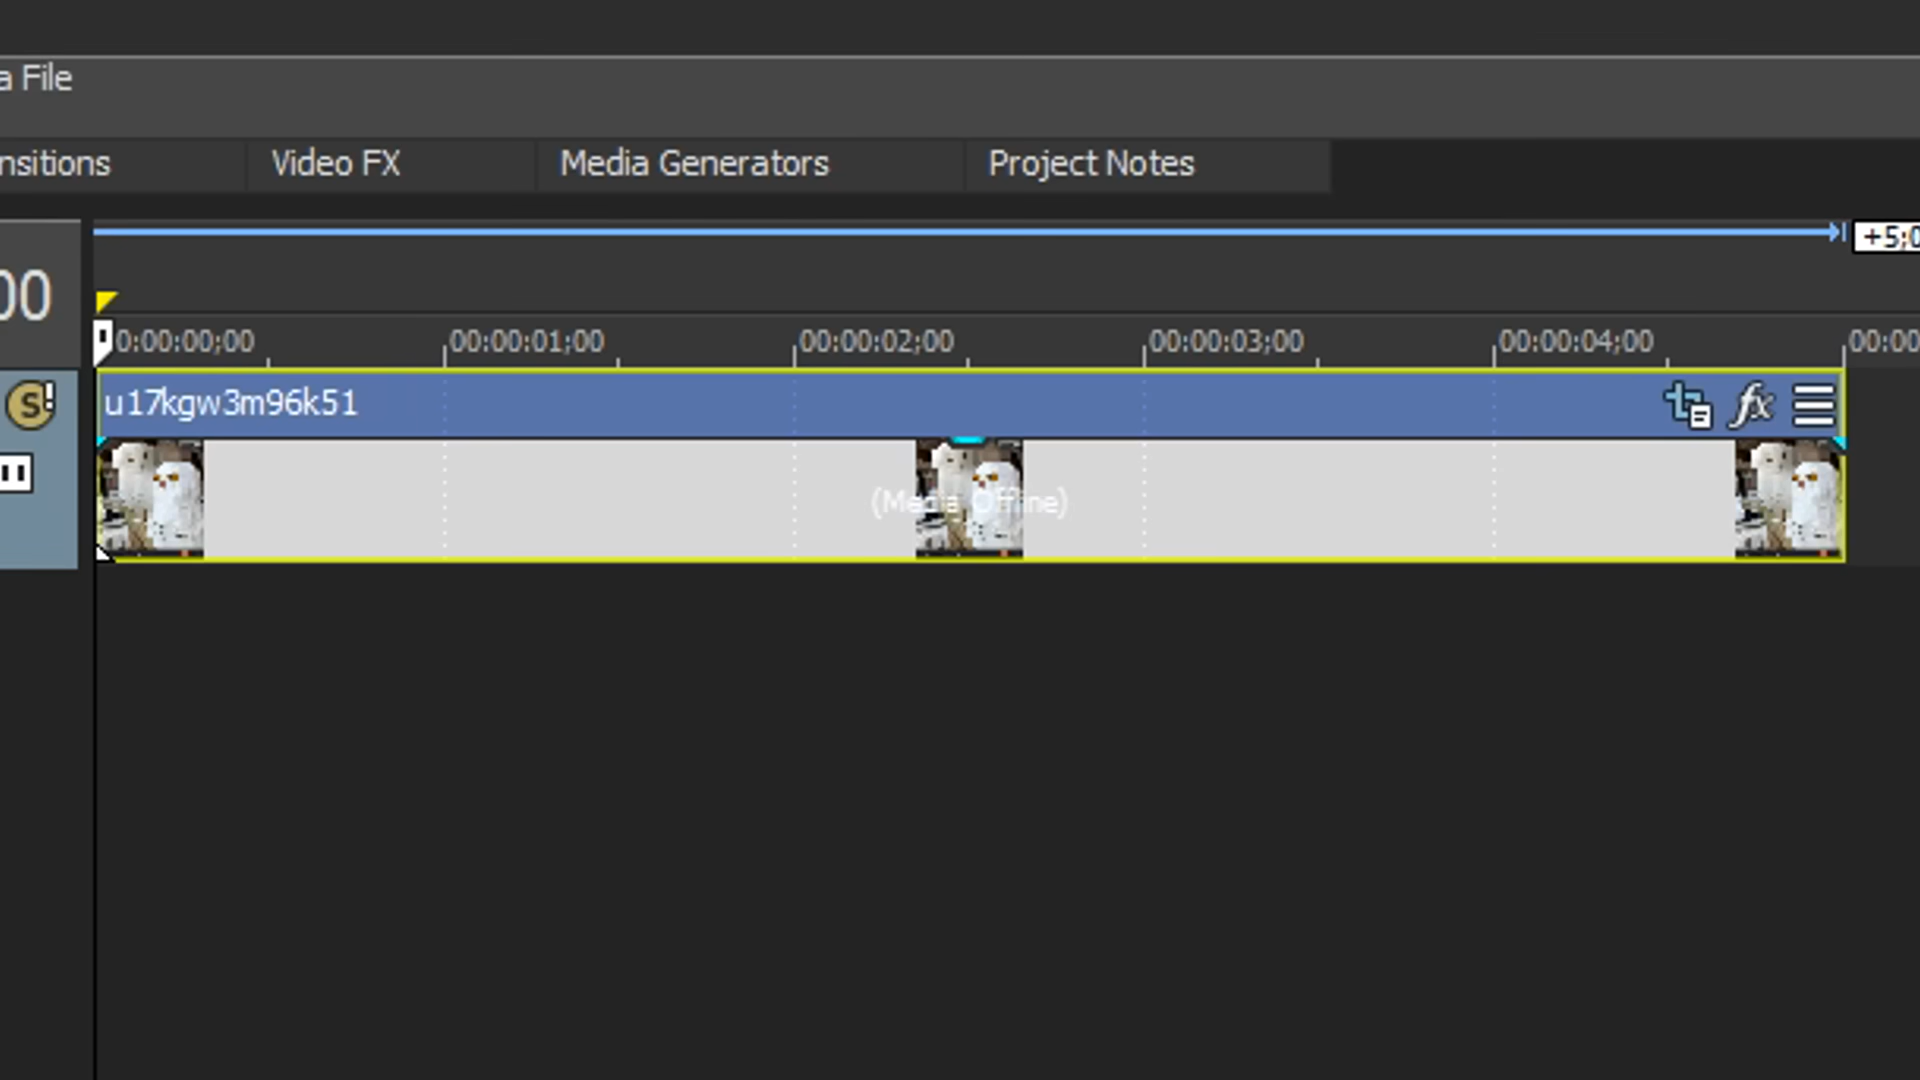 a File
nsitions Video FX Media Generators Project Notes
+5;0
00
0:00:00;00 00:00:01;00 00:00:02;00 00:00:03;00 00:00:04;00 00:00
S!
u17kgw3m96k51 fx
(Media Offline)